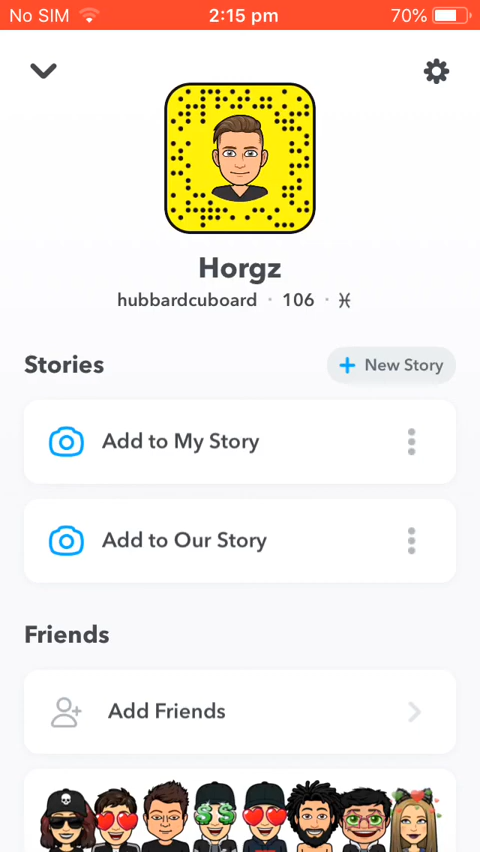 No SIM 2:15 pm 70%
Horgz
hubbardcuboard · 106 · ♓︎
Stories
+ New Story
Add to My Story
Add to Our Story
Friends
Add Friends